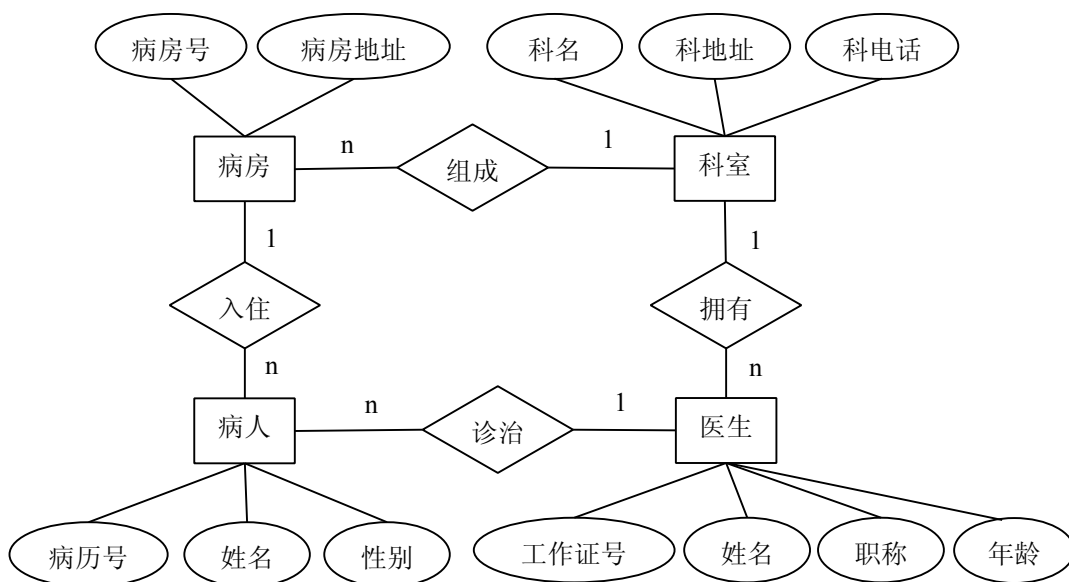 病房号 病房地址 科名 科地址 科电话
病房 n 组成 1 科室
1 1
入住 拥有
n n
病人 n 诊治 1 医生
病历号 姓名 性别 工作证号 姓名 职称 年龄